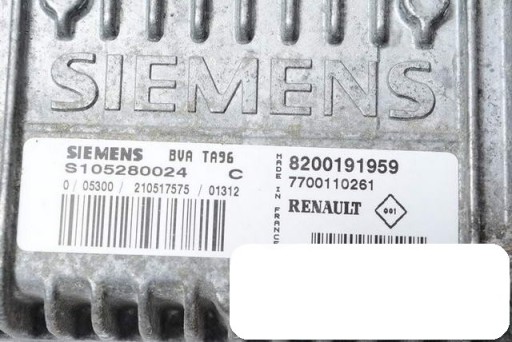 SIEMENS
SIEMENS BVA TA96
S105280024 C
0 / 05300 / 210517575 / 01312
MADE IN FRANCE
8200191959
7700110261
RENAULT 001